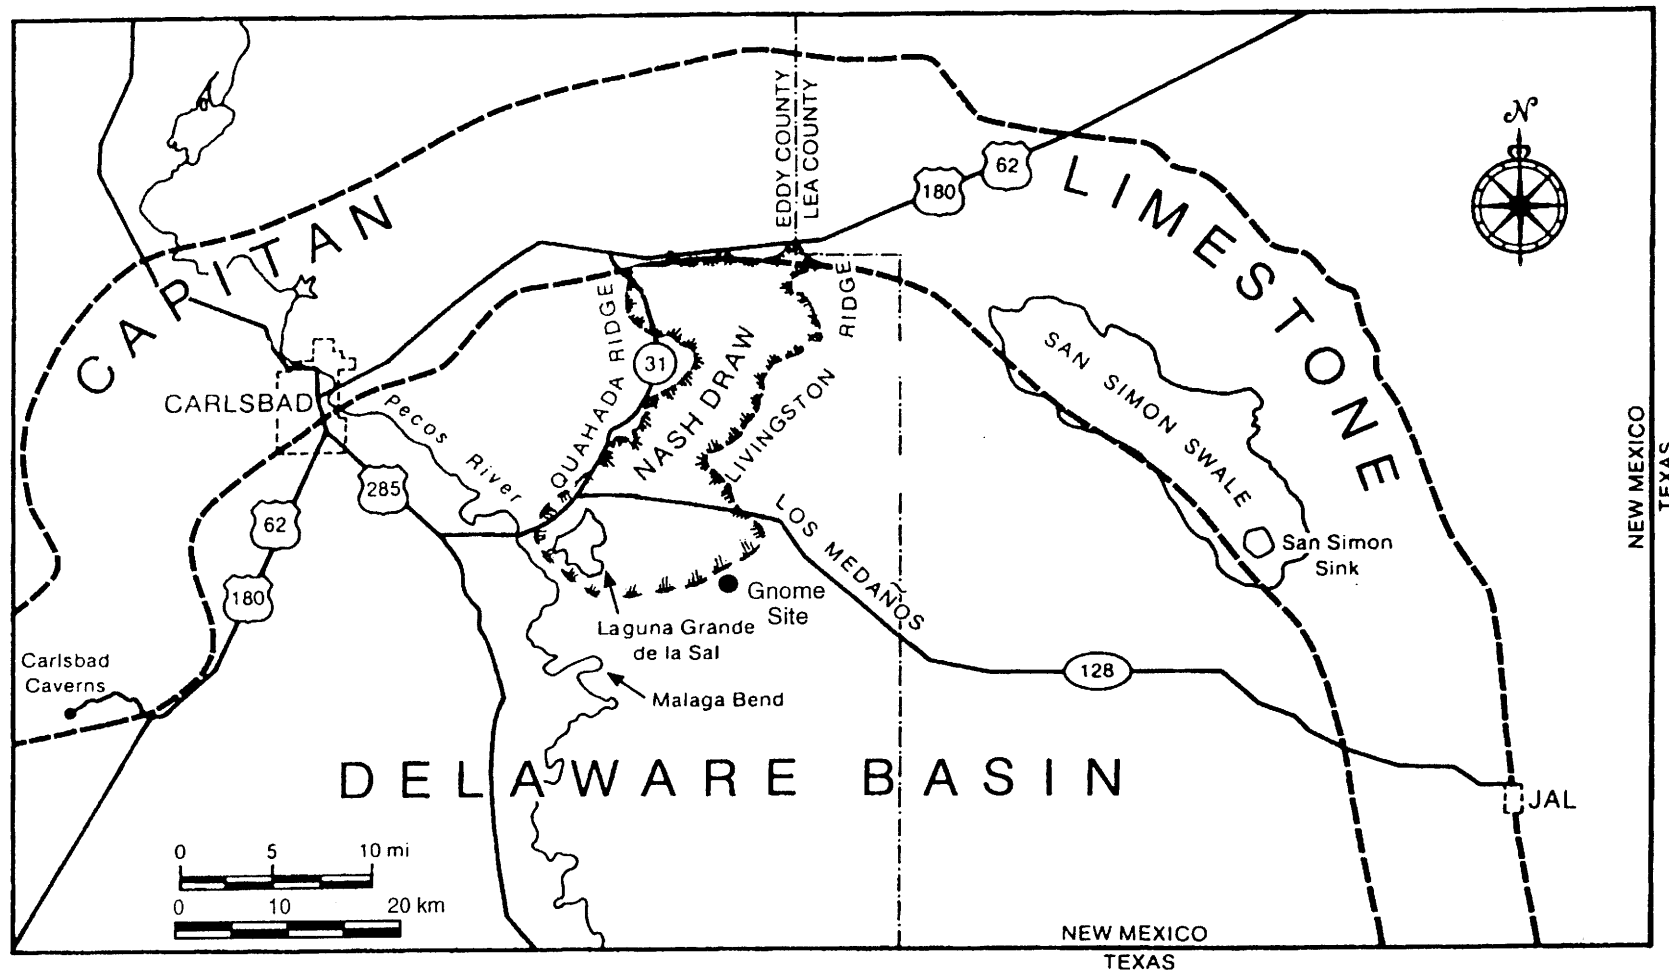 N
EDDY COUNTY
LEA COUNTY
62
180
CAPITAN
LIMESTONE
RIDGE
QUAHADA RIDGE
31
NASH DRAW
LIVINGSTON
SAN SIMON SWALE
CARLSBAD
Pecos
River
285
62
180
LOS MEDAÑOS
San Simon
Sink
Gnome
Site
Laguna Grande
de la Sal
Malaga Bend
Carlsbad
Caverns
128
DELAWARE BASIN
JAL
0 5 10 mi
0 10 20 km
NEW MEXICO
TEXAS
NEW MEXICO
TEXAS